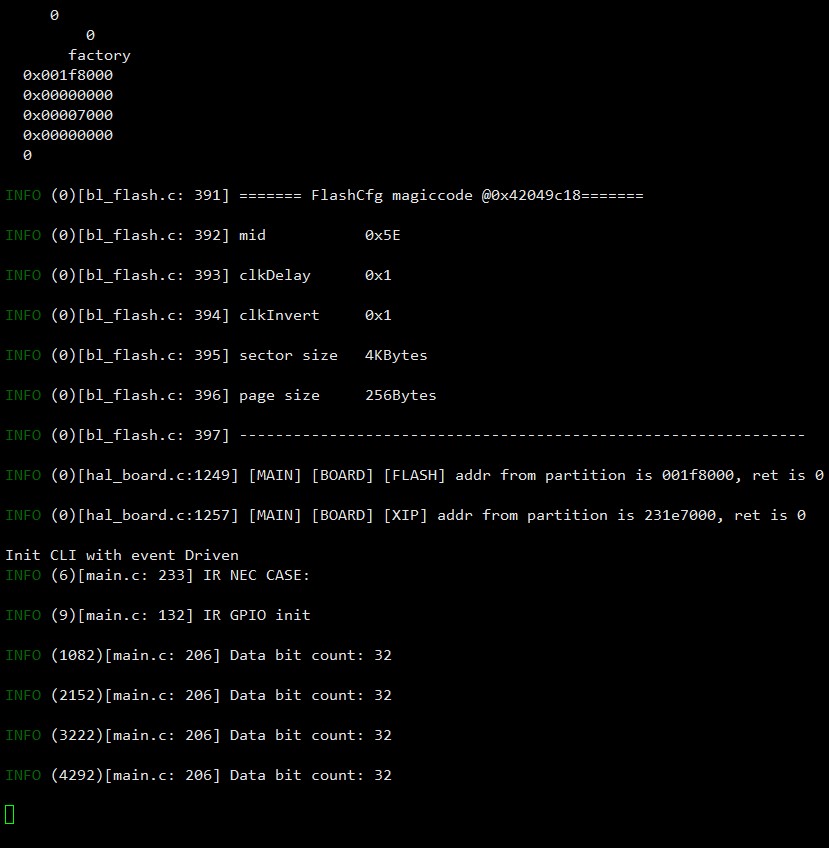 0
0
factory
0x001f8000
0x00000000
0x00007000
0x00000000
0
INFO (0)[bl_flash.c: 391] ======= FlashCfg magiccode @0x42049c18=======
INFO (0)[bl_flash.c: 392] mid           0x5E
INFO (0)[bl_flash.c: 393] clkDelay      0x1
INFO (0)[bl_flash.c: 394] clkInvert     0x1
INFO (0)[bl_flash.c: 395] sector size   4KBytes
INFO (0)[bl_flash.c: 396] page size     256Bytes
INFO (0)[bl_flash.c: 397] ---------------------------------------------------------------
INFO (0)[hal_board.c:1249] [MAIN] [BOARD] [FLASH] addr from partition is 001f8000, ret is 0
INFO (0)[hal_board.c:1257] [MAIN] [BOARD] [XIP] addr from partition is 231e7000, ret is 0
Init CLI with event Driven
INFO (6)[main.c: 233] IR NEC CASE:
INFO (9)[main.c: 132] IR GPIO init
INFO (1082)[main.c: 206] Data bit count: 32
INFO (2152)[main.c: 206] Data bit count: 32
INFO (3222)[main.c: 206] Data bit count: 32
INFO (4292)[main.c: 206] Data bit count: 32